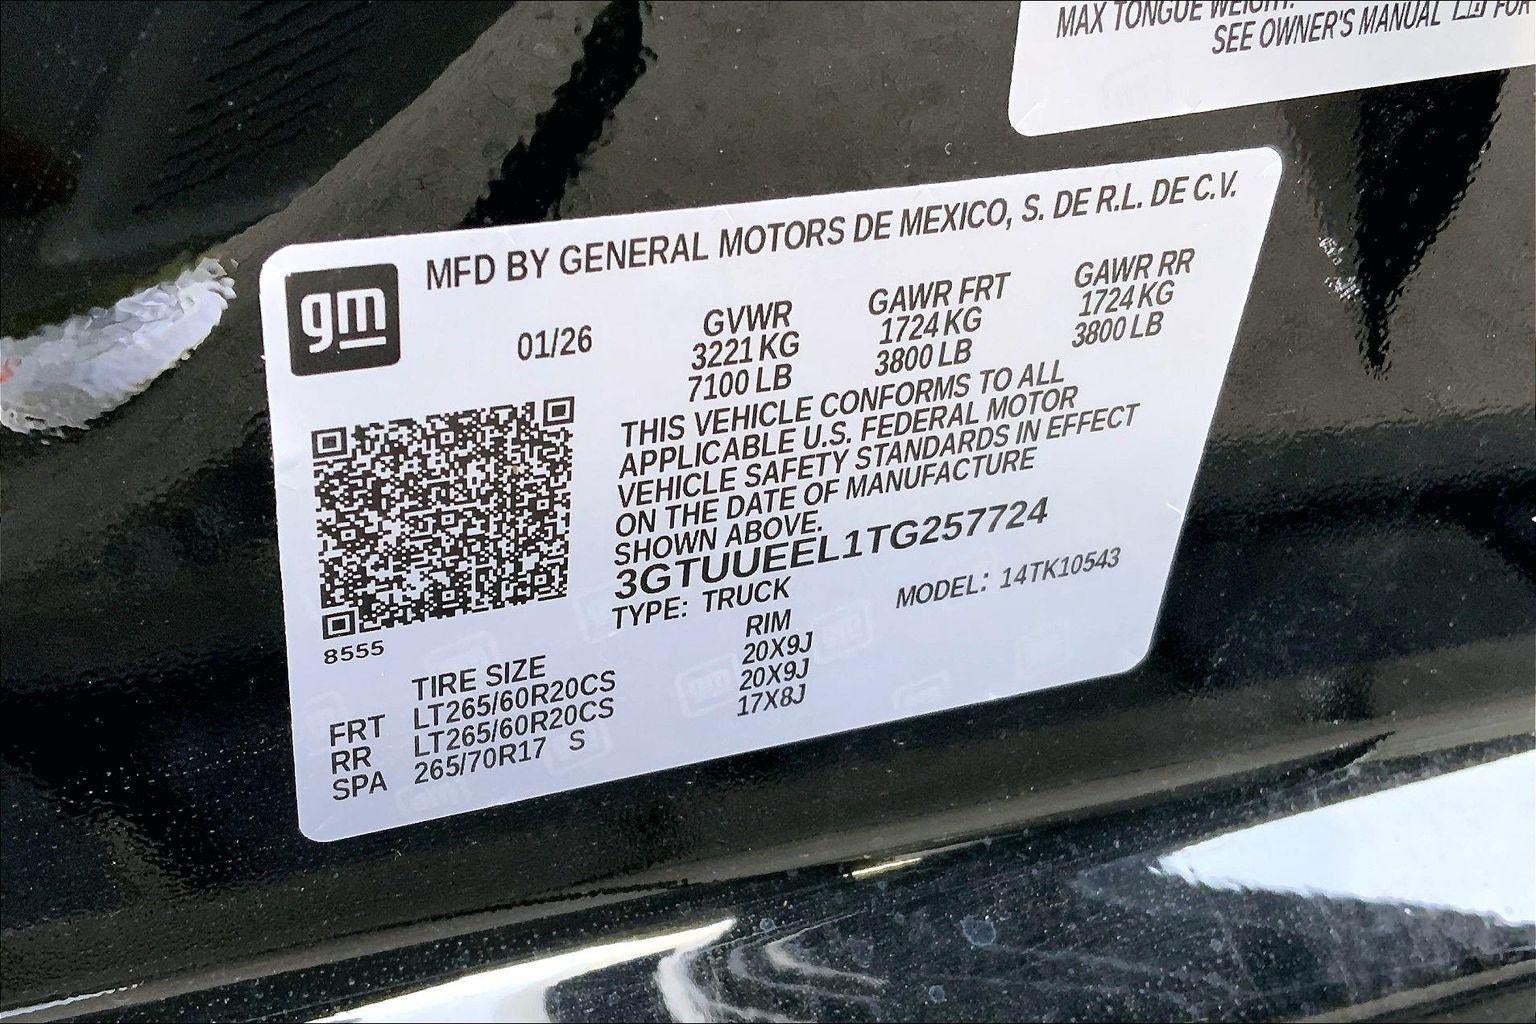 MAX TONGUE WEIGHT:
SEE OWNER'S MANUAL FOR
MFD BY GENERAL MOTORS DE MEXICO, S. DE R.L. DE C.V.
gm
01/26
GVWR
3221 KG
7100 LB
GAWR FRT
1724 KG
3800 LB
GAWR RR
1724 KG
3800 LB
THIS VEHICLE CONFORMS TO ALL
APPLICABLE U.S. FEDERAL MOTOR
VEHICLE SAFETY STANDARDS IN EFFECT
ON THE DATE OF MANUFACTURE
SHOWN ABOVE.
3GTUUEEL1TG257724
TYPE: TRUCK MODEL: 14TK10543
8555
TIRE SIZE RIM
FRT LT265/60R20CS 20X9J
RR LT265/60R20CS 20X9J
SPA 265/70R17 S 17X8J